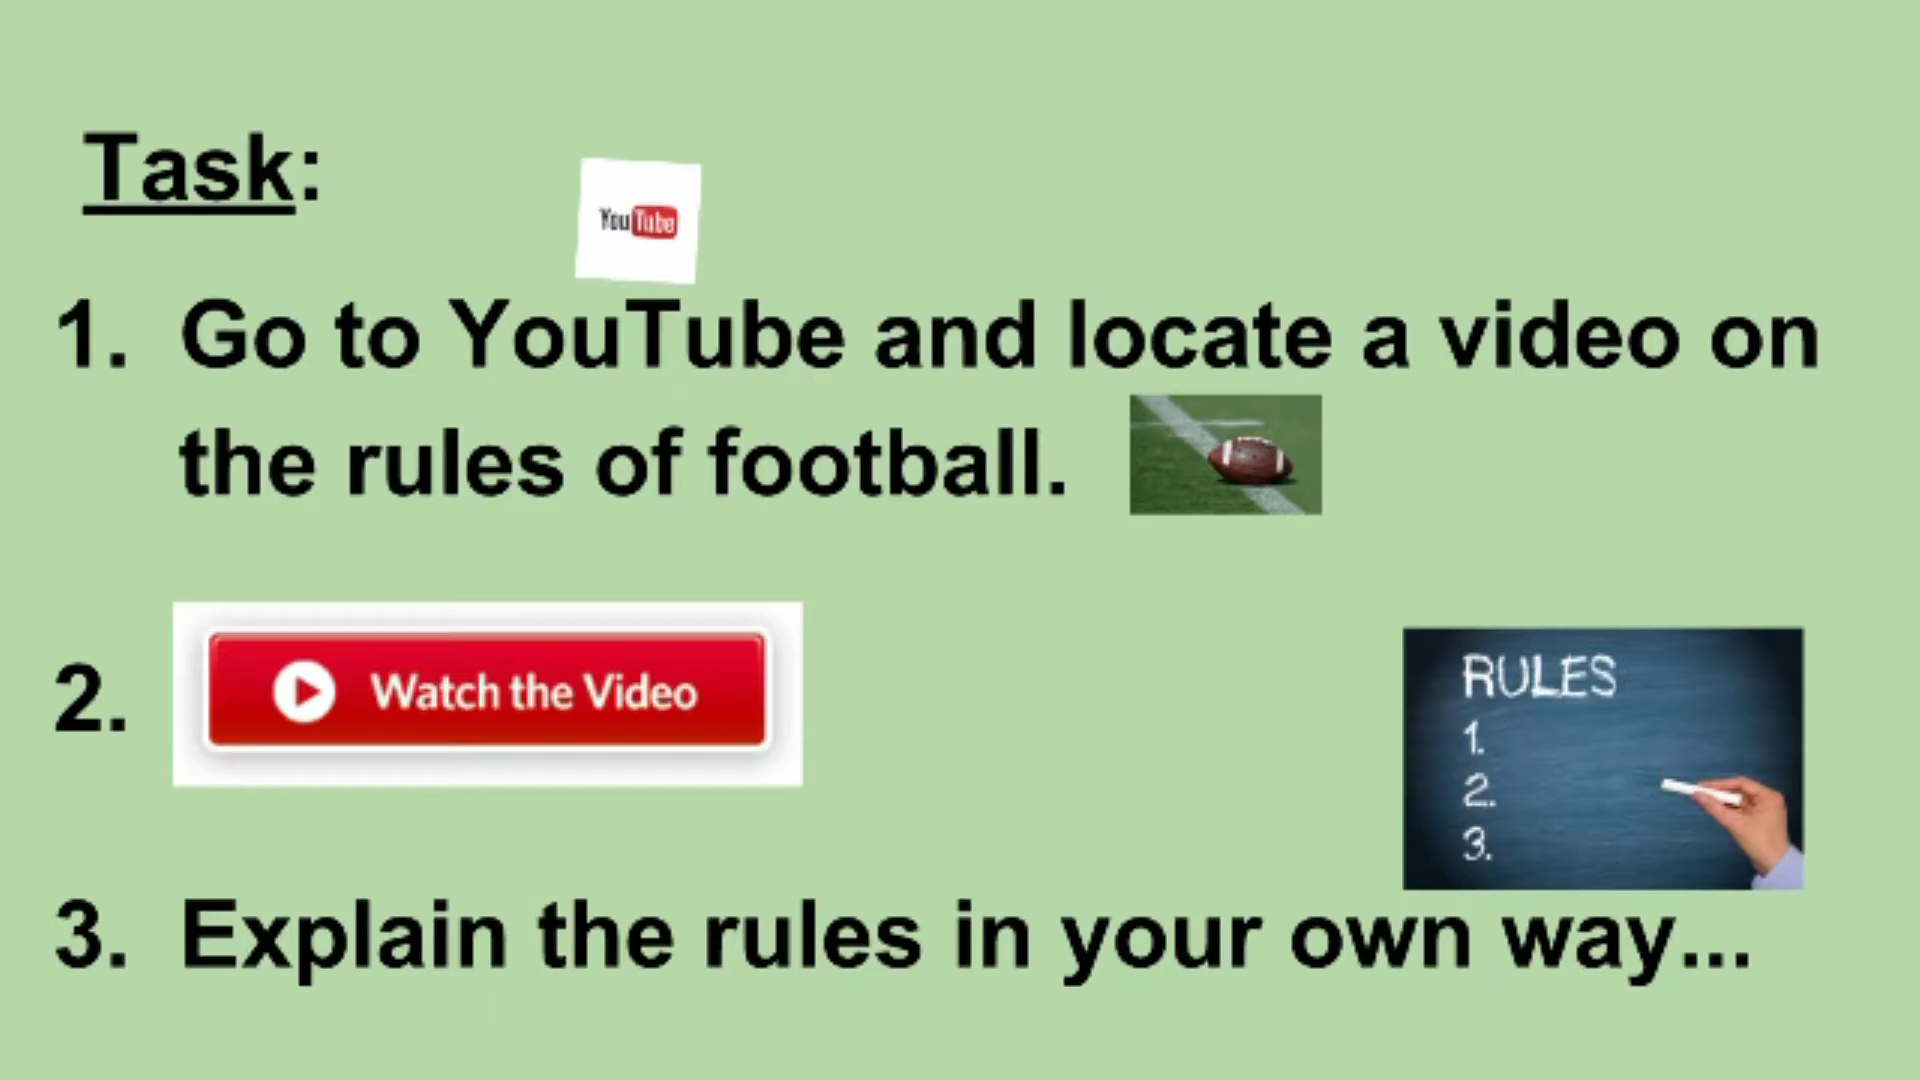 Task:
YouTube
1. Go to YouTube and locate a video on
the rules of football.
2. Watch the Video
RULES
1.
2.
3.
3. Explain the rules in your own way...